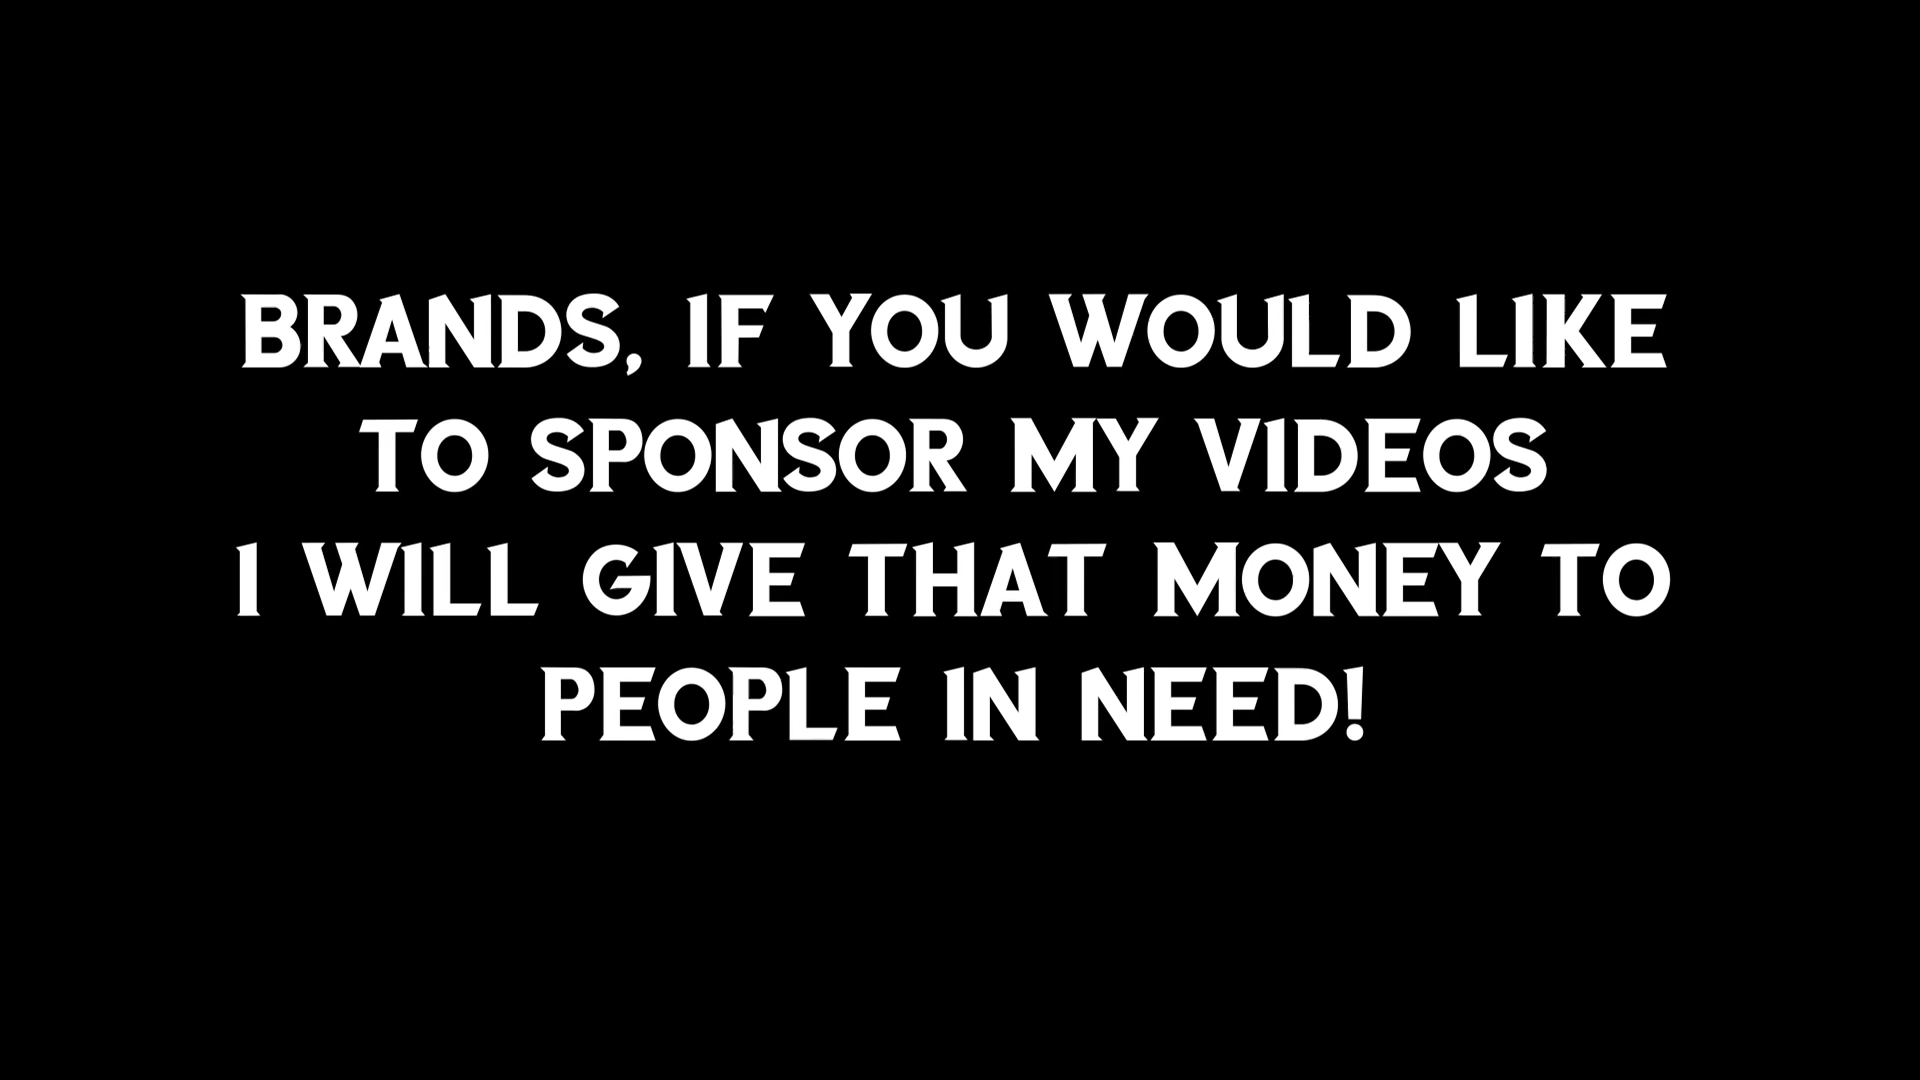 BRANDS, IF YOU WOULD LIKE
TO SPONSOR MY VIDEOS
I WILL GIVE THAT MONEY TO
PEOPLE IN NEED!